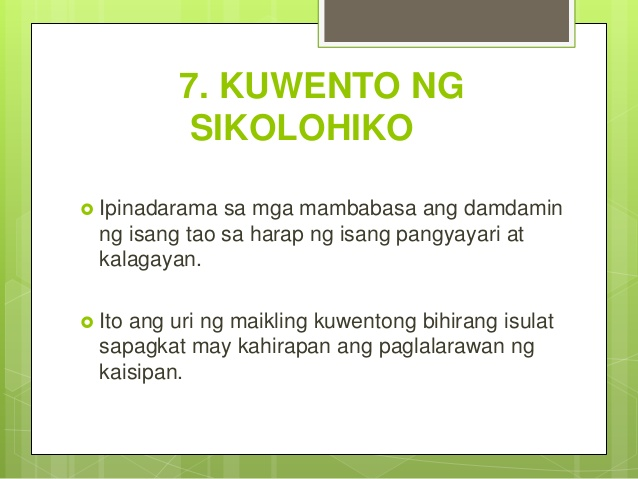 7. KUWENTO NG
SIKOLOHIKO
Ipinadarama sa mga mambabasa ang damdamin
ng isang tao sa harap ng isang pangyayari at
kalagayan.
Ito ang uri ng maikling kuwentong bihirang isulat
sapagkat may kahirapan ang paglalarawan ng
kaisipan.